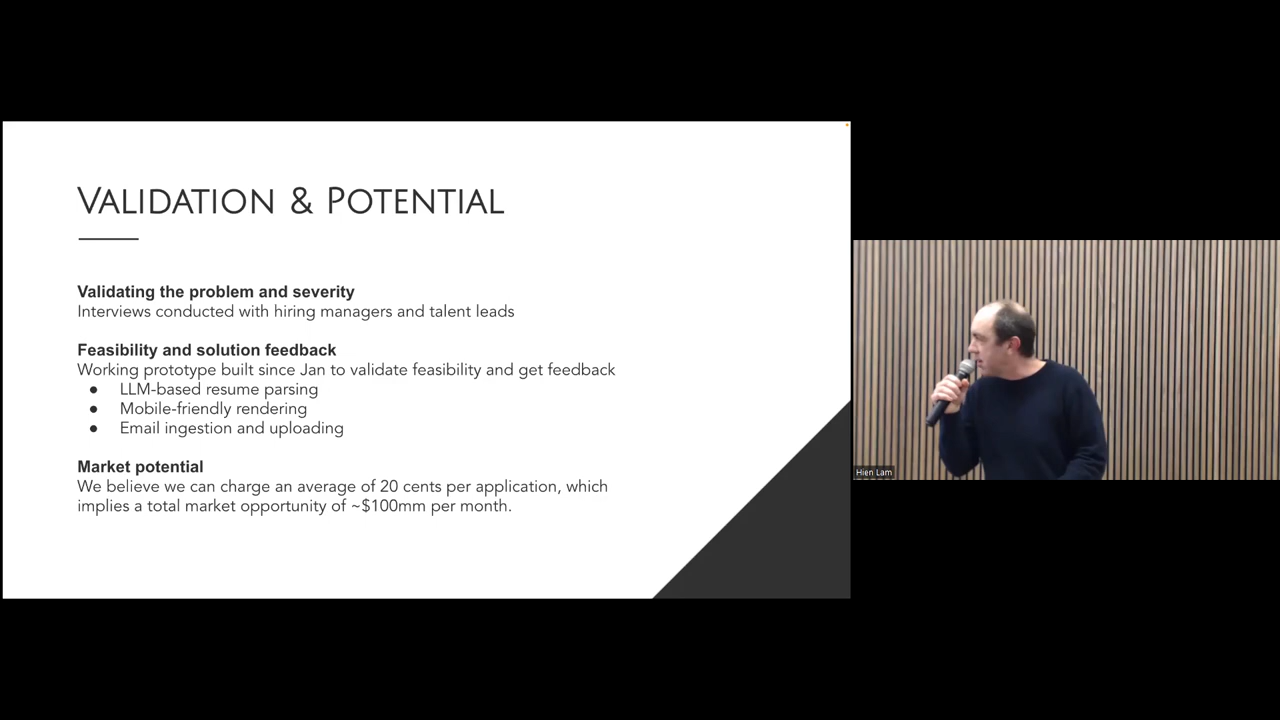 VALIDATION & POTENTIAL
Validating the problem and severity
Interviews conducted with hiring managers and talent leads
Feasibility and solution feedback
Working prototype built since Jan to validate feasibility and get feedback
● LLM-based resume parsing
● Mobile-friendly rendering
● Email ingestion and uploading
Market potential
We believe we can charge an average of 20 cents per application, which
implies a total market opportunity of ~$100mm per month.
Hien Lam